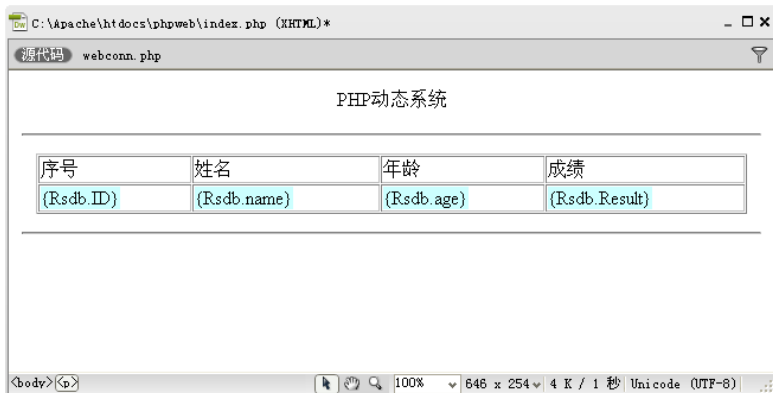 C:\Apache\htdocs\phpweb\index.php (XHTML)*
源代码 webconn.php
PHP动态系统
序号 姓名 年龄 成绩
{Rsdb.ID} {Rsdb.name} {Rsdb.age} {Rsdb.Result}
<body><p> 100% 646 x 254 4 K / 1 秒 Unicode (UTF-8)